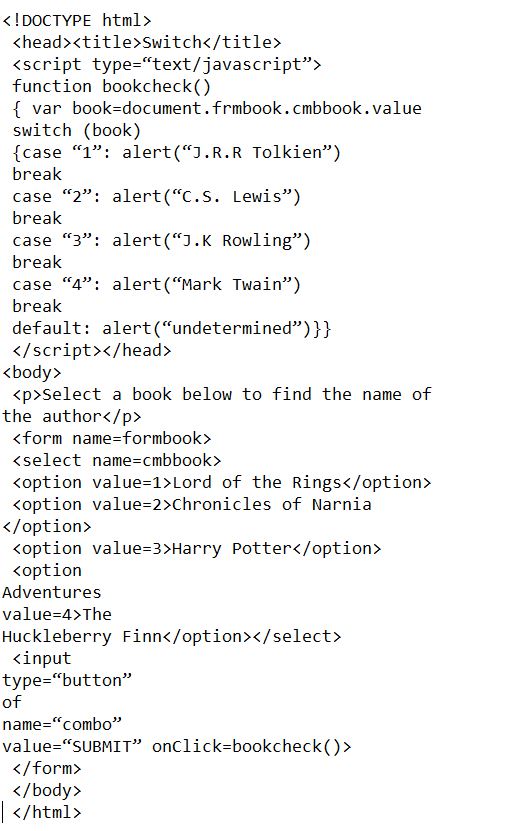 <!DOCTYPE html>
<head><title>Switch</title>
<script type=“text/javascript”>
function bookcheck()
{ var book=document.frmbook.cmbbook.value
switch (book)
{case “1”: alert(“J.R.R Tolkien”)
break
case “2”: alert(“C.S. Lewis”)
break
case “3”: alert(“J.K Rowling”)
break
case “4”: alert(“Mark Twain”)
break
default: alert(“undetermined”)}}
</script></head>
<body>
<p>Select a book below to find the name of
the author</p>
<form name=formbook>
<select name=cmbbook>
<option value=1>Lord of the Rings</option>
<option value=2>Chronicles of Narnia
</option>
<option value=3>Harry Potter</option>
<option
Adventures
value=4>The
Huckleberry Finn</option></select>
<input
type=“button”
of
name=“combo”
value=“SUBMIT” onClick=bookcheck()>
</form>
</body>
</html>